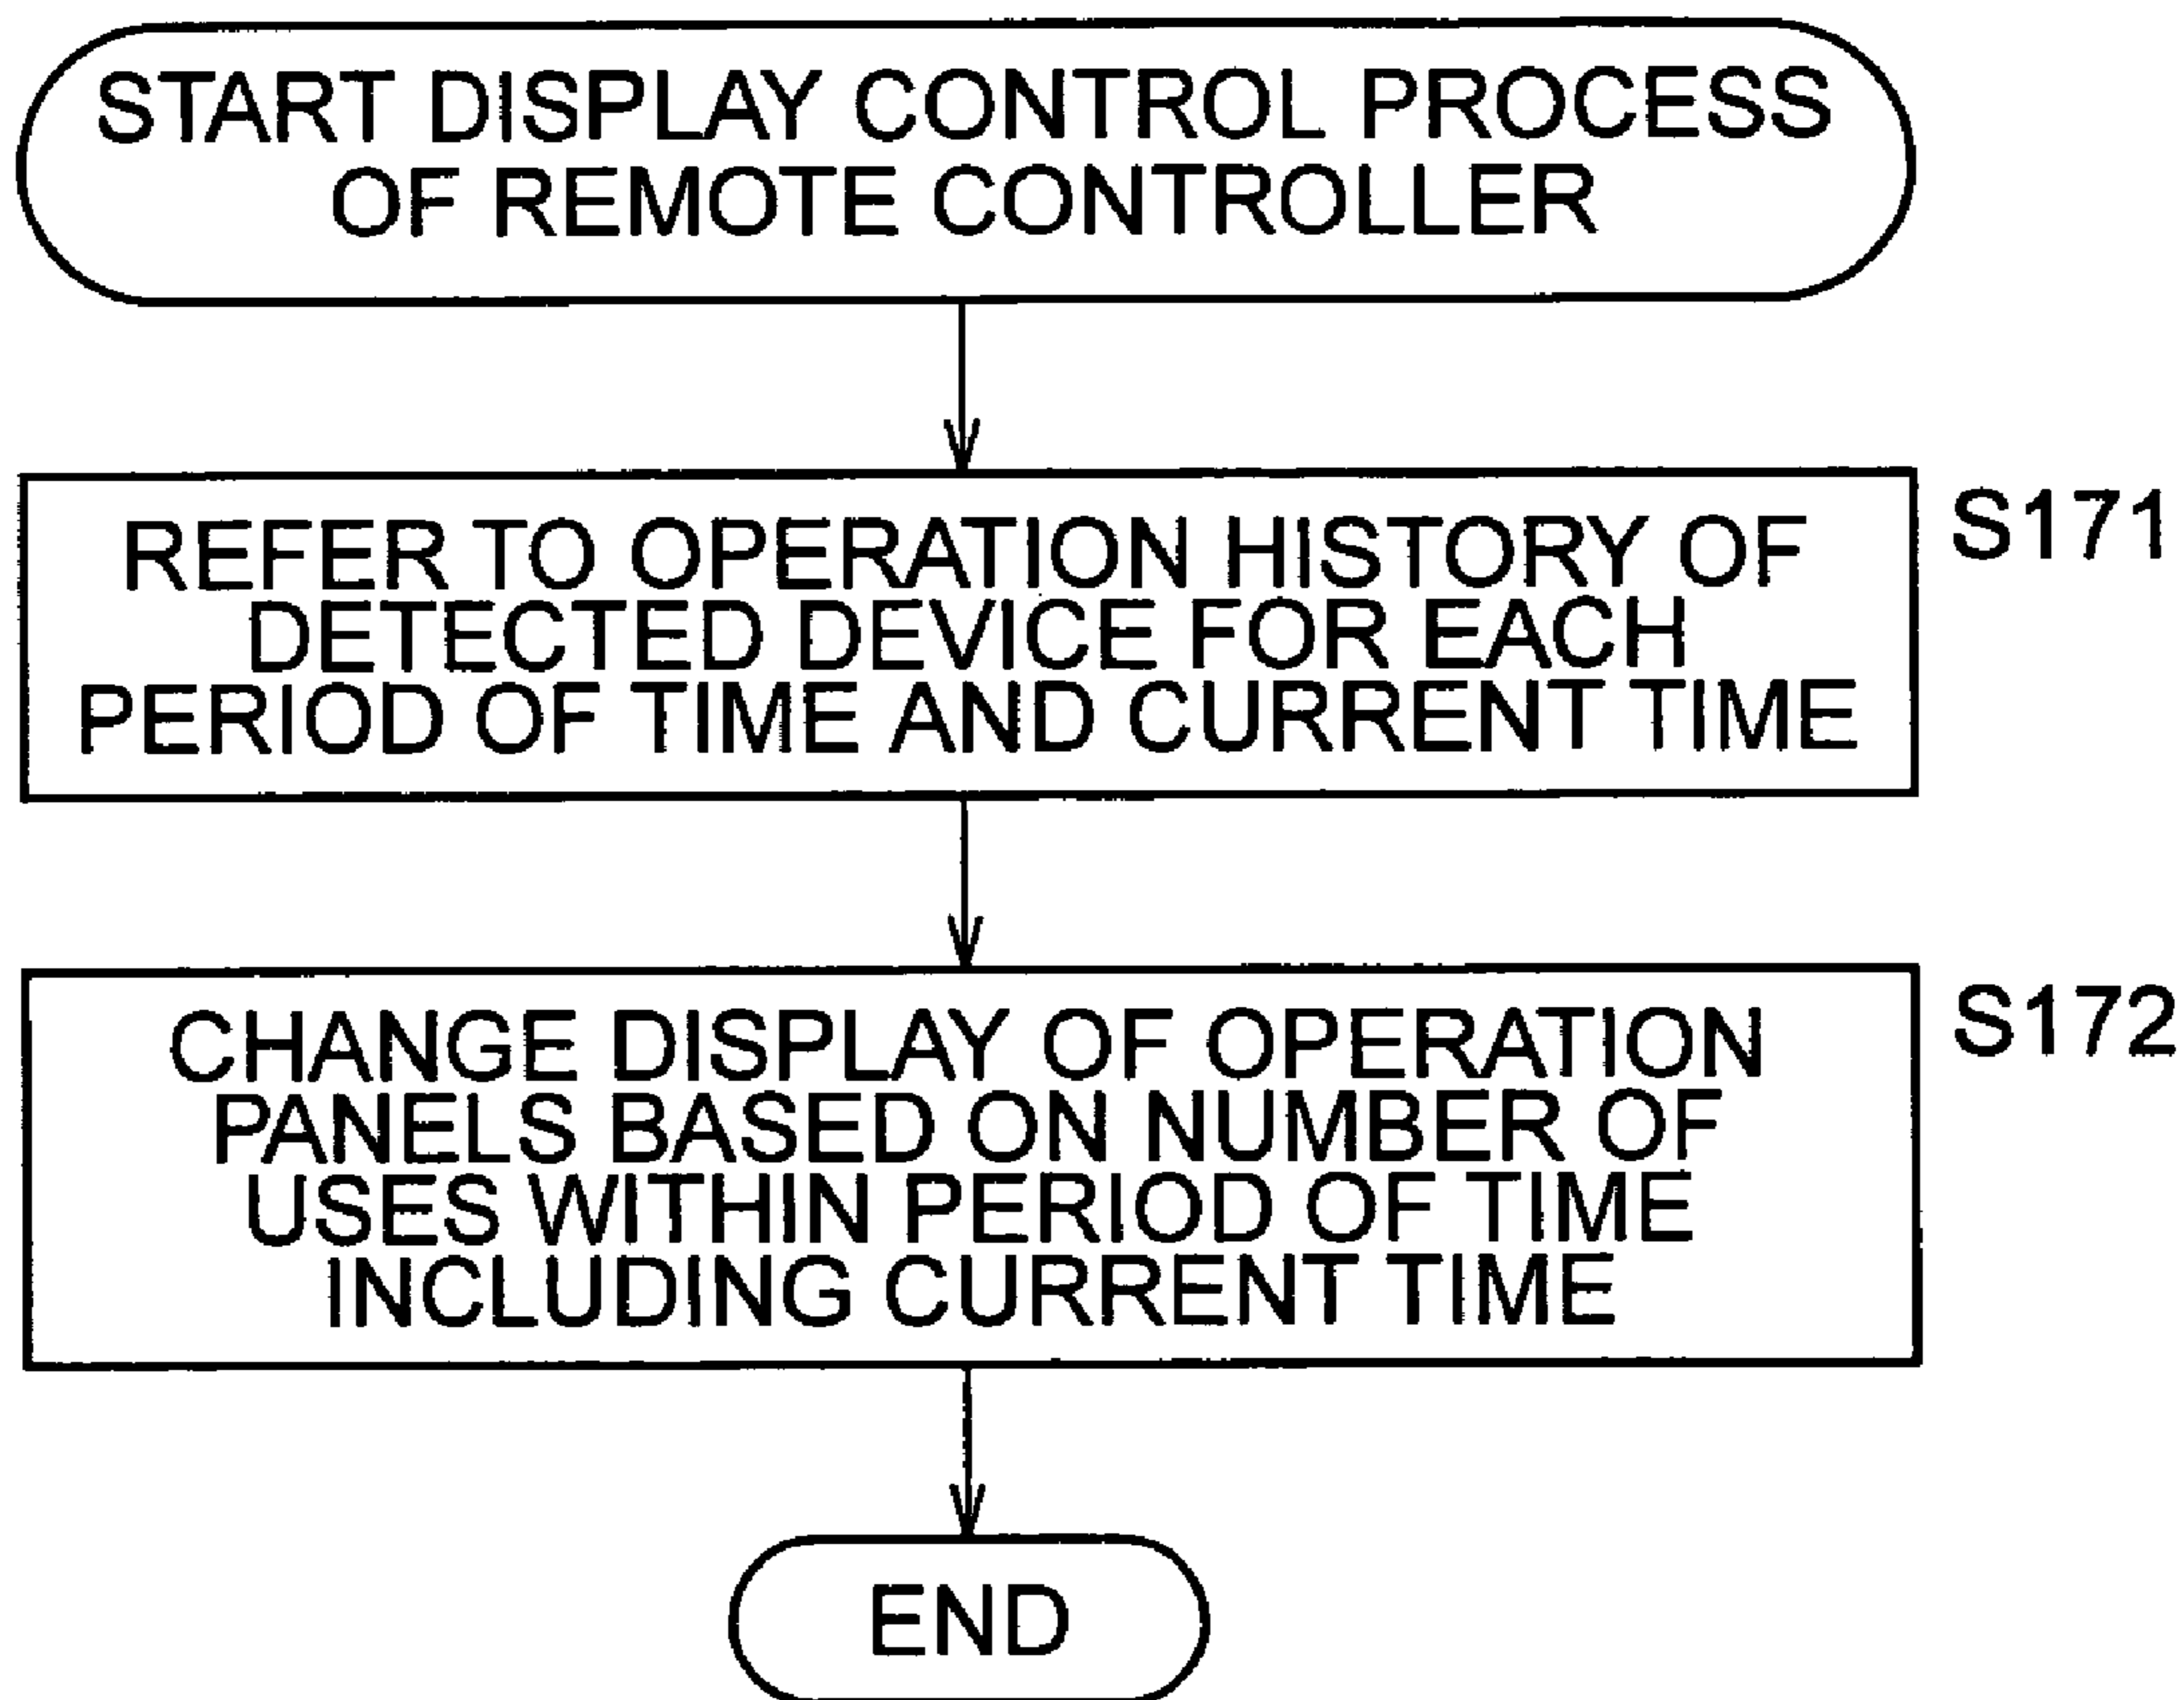 START DISPLAY CONTROL PROCESS
OF REMOTE CONTROLLER
REFER TO OPERATION HISTORY OF
DETECTED DEVICE FOR EACH
PERIOD OF TIME AND CURRENT TIME
S171
CHANGE DISPLAY OF OPERATION
PANELS BASED ON NUMBER OF
USES WITHIN PERIOD OF TIME
INCLUDING CURRENT TIME
S172
END